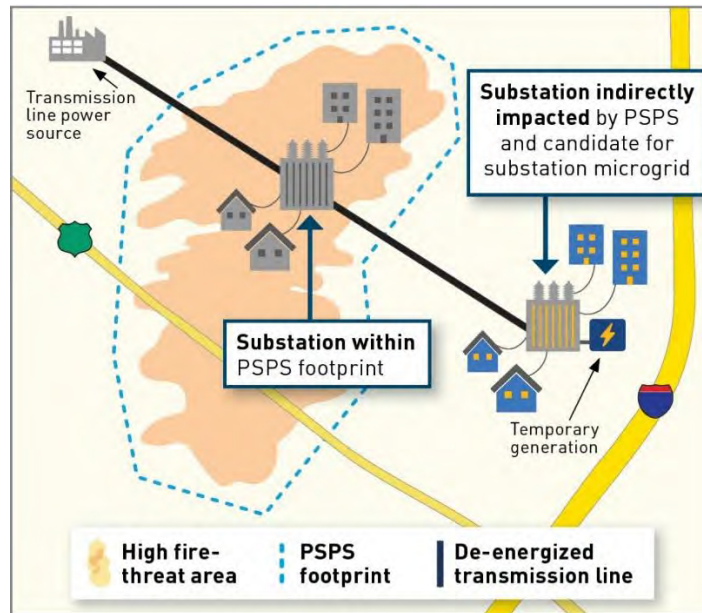 Transmission
line power
source
Substation indirectly
impacted by PSPS
and candidate for
substation microgrid
Substation within
PSPS footprint
Temporary
generation
High fire-
threat area
PSPS
footprint
De-energized
transmission line